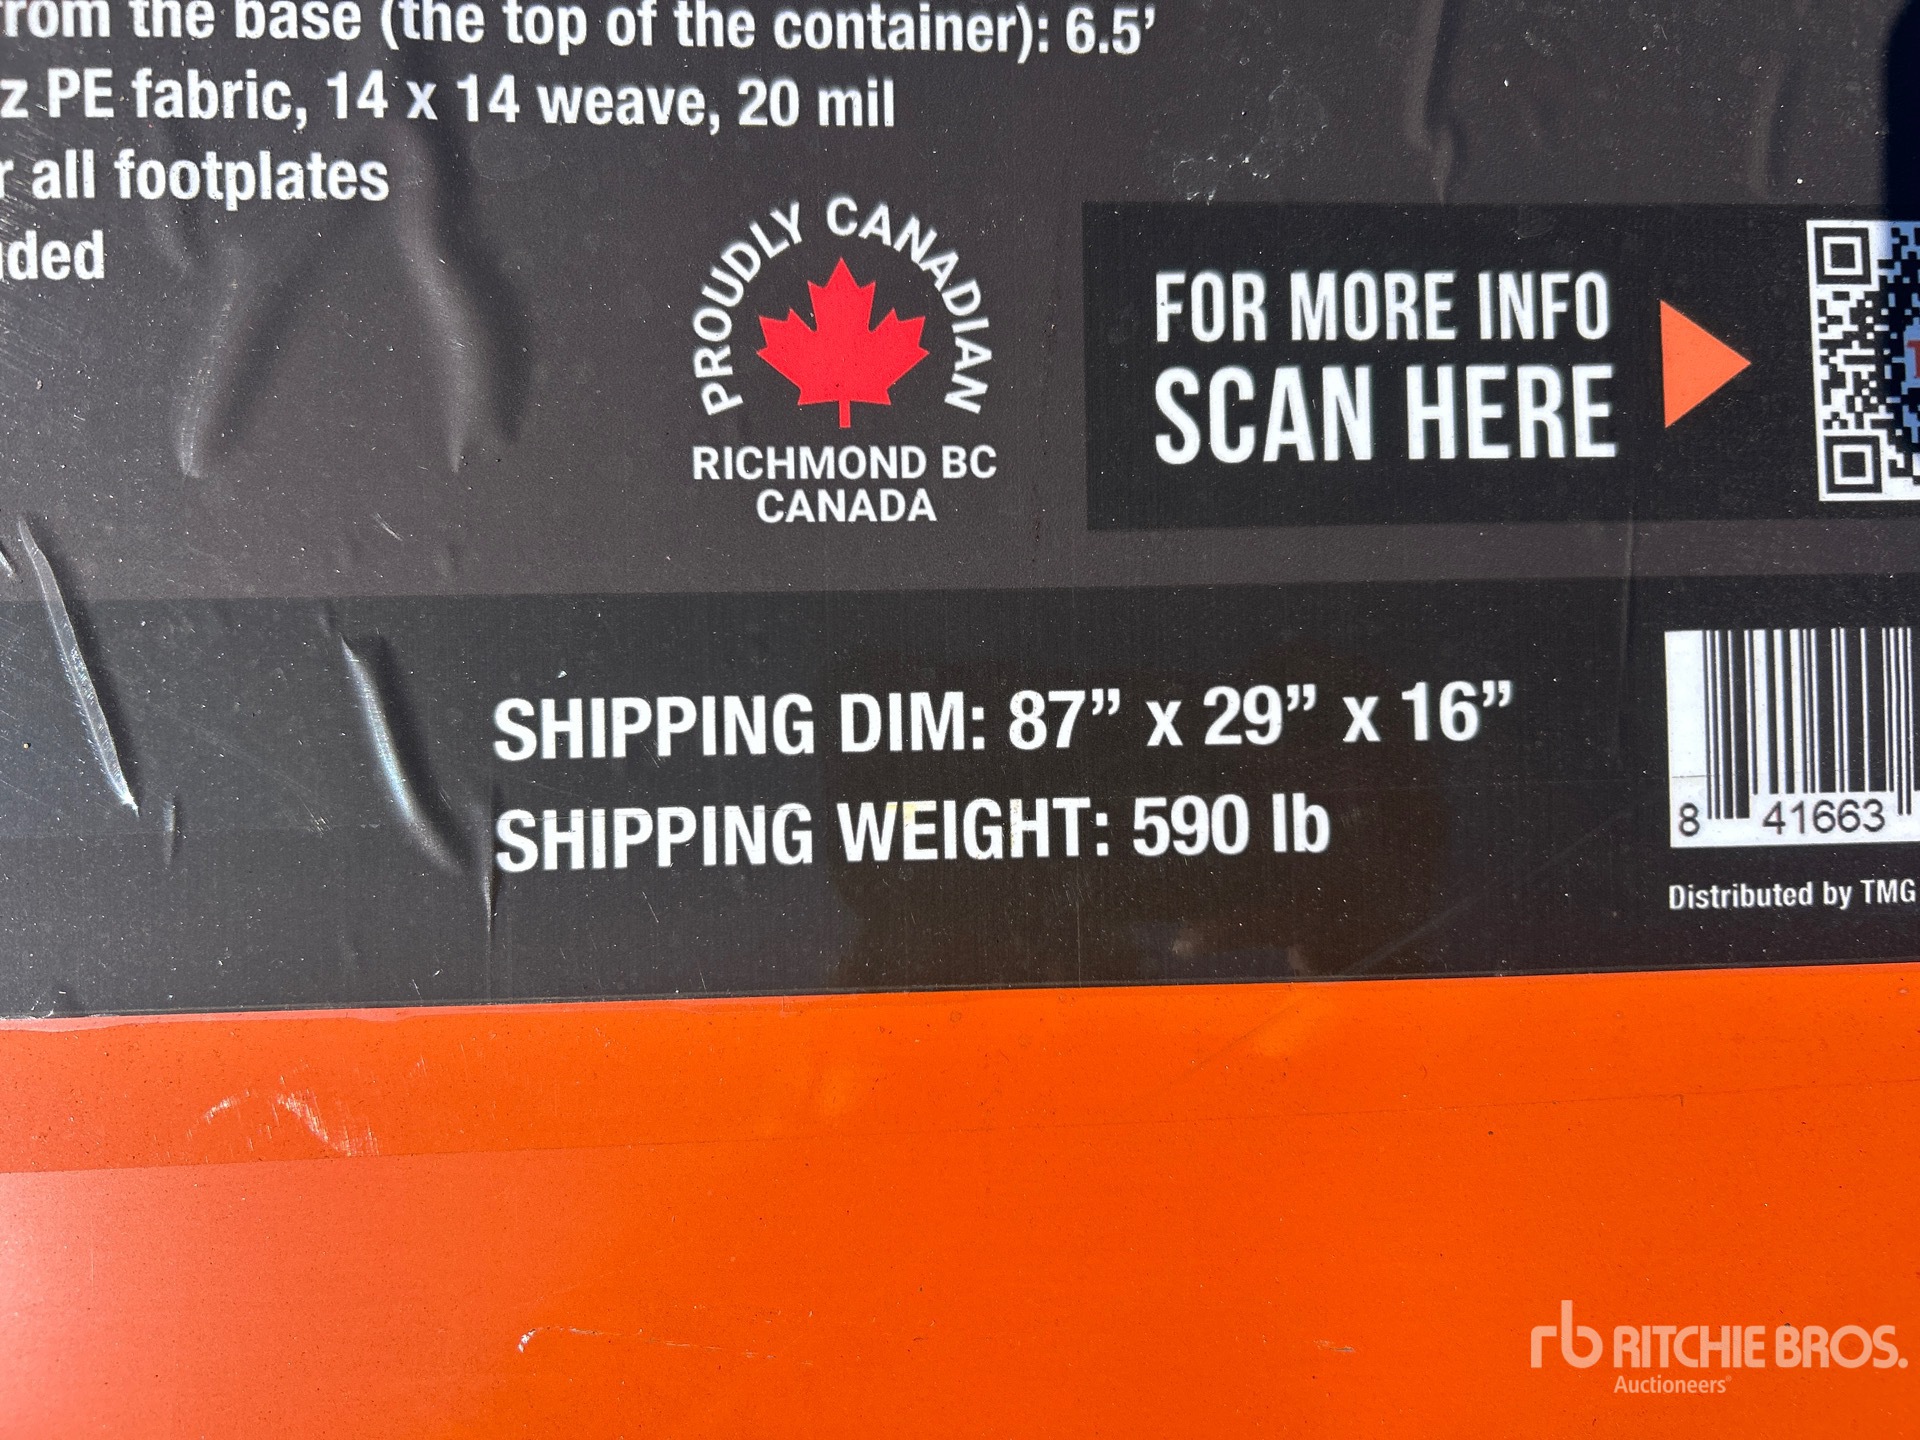 rom the base (the top of the container): 6.5’
z PE fabric, 14 x 14 weave, 20 mil
r all footplates
ded
PROUDLY CANADIAN
RICHMOND BC
CANADA
FOR MORE INFO
SCAN HERE
SHIPPING DIM: 87” x 29” x 16”
SHIPPING WEIGHT: 590 lb
8 41663
Distributed by TMG
rb RITCHIE BROS.
Auctioneers